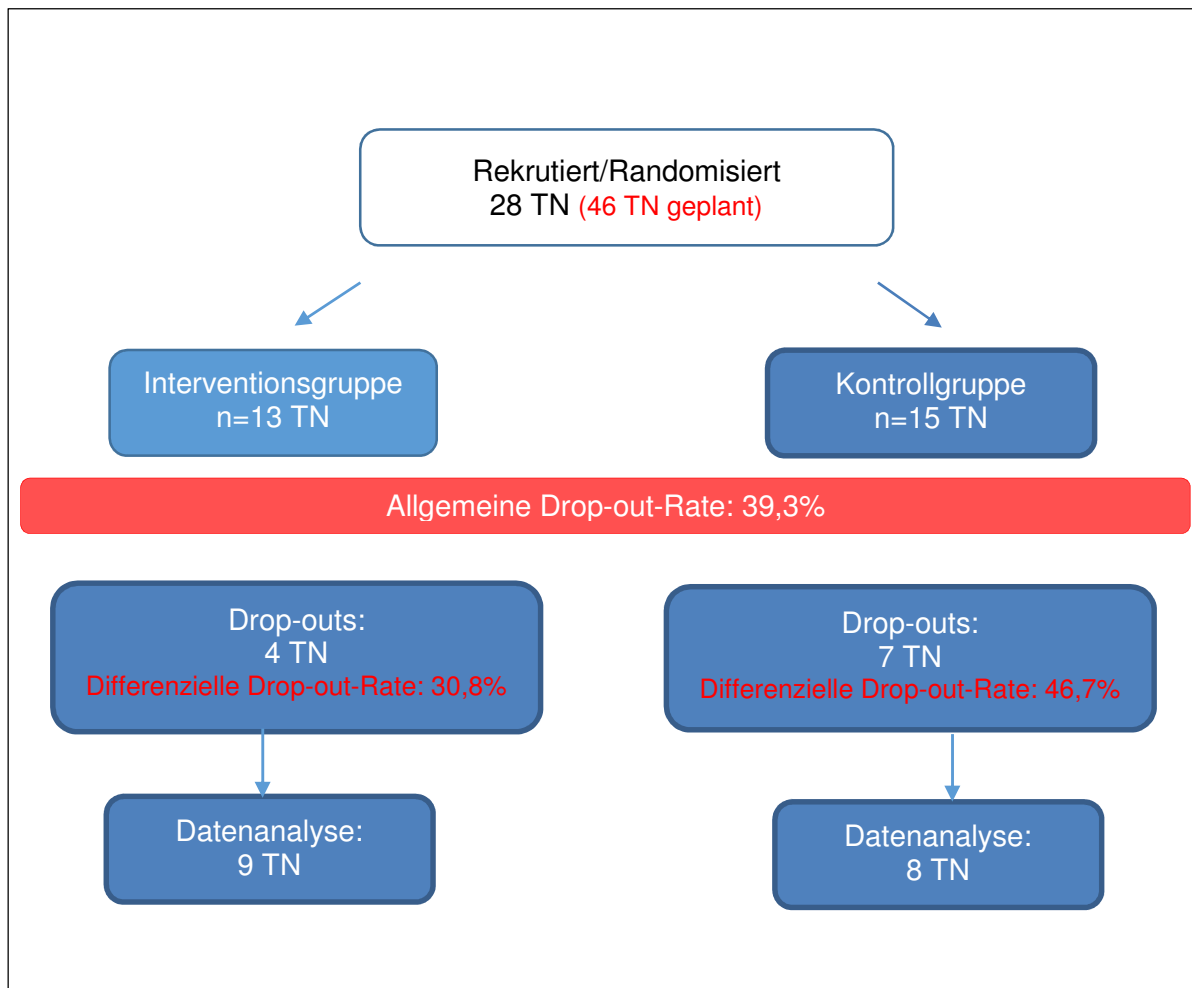 Rekrutiert/Randomisiert
28 TN (46 TN geplant)
Interventionsgruppe
n=13 TN
Kontrollgruppe
n=15 TN
Allgemeine Drop-out-Rate: 39,3%
Drop-outs:
4 TN
Differenzielle Drop-out-Rate: 30,8%
Drop-outs:
7 TN
Differenzielle Drop-out-Rate: 46,7%
Datenanalyse:
9 TN
Datenanalyse:
8 TN